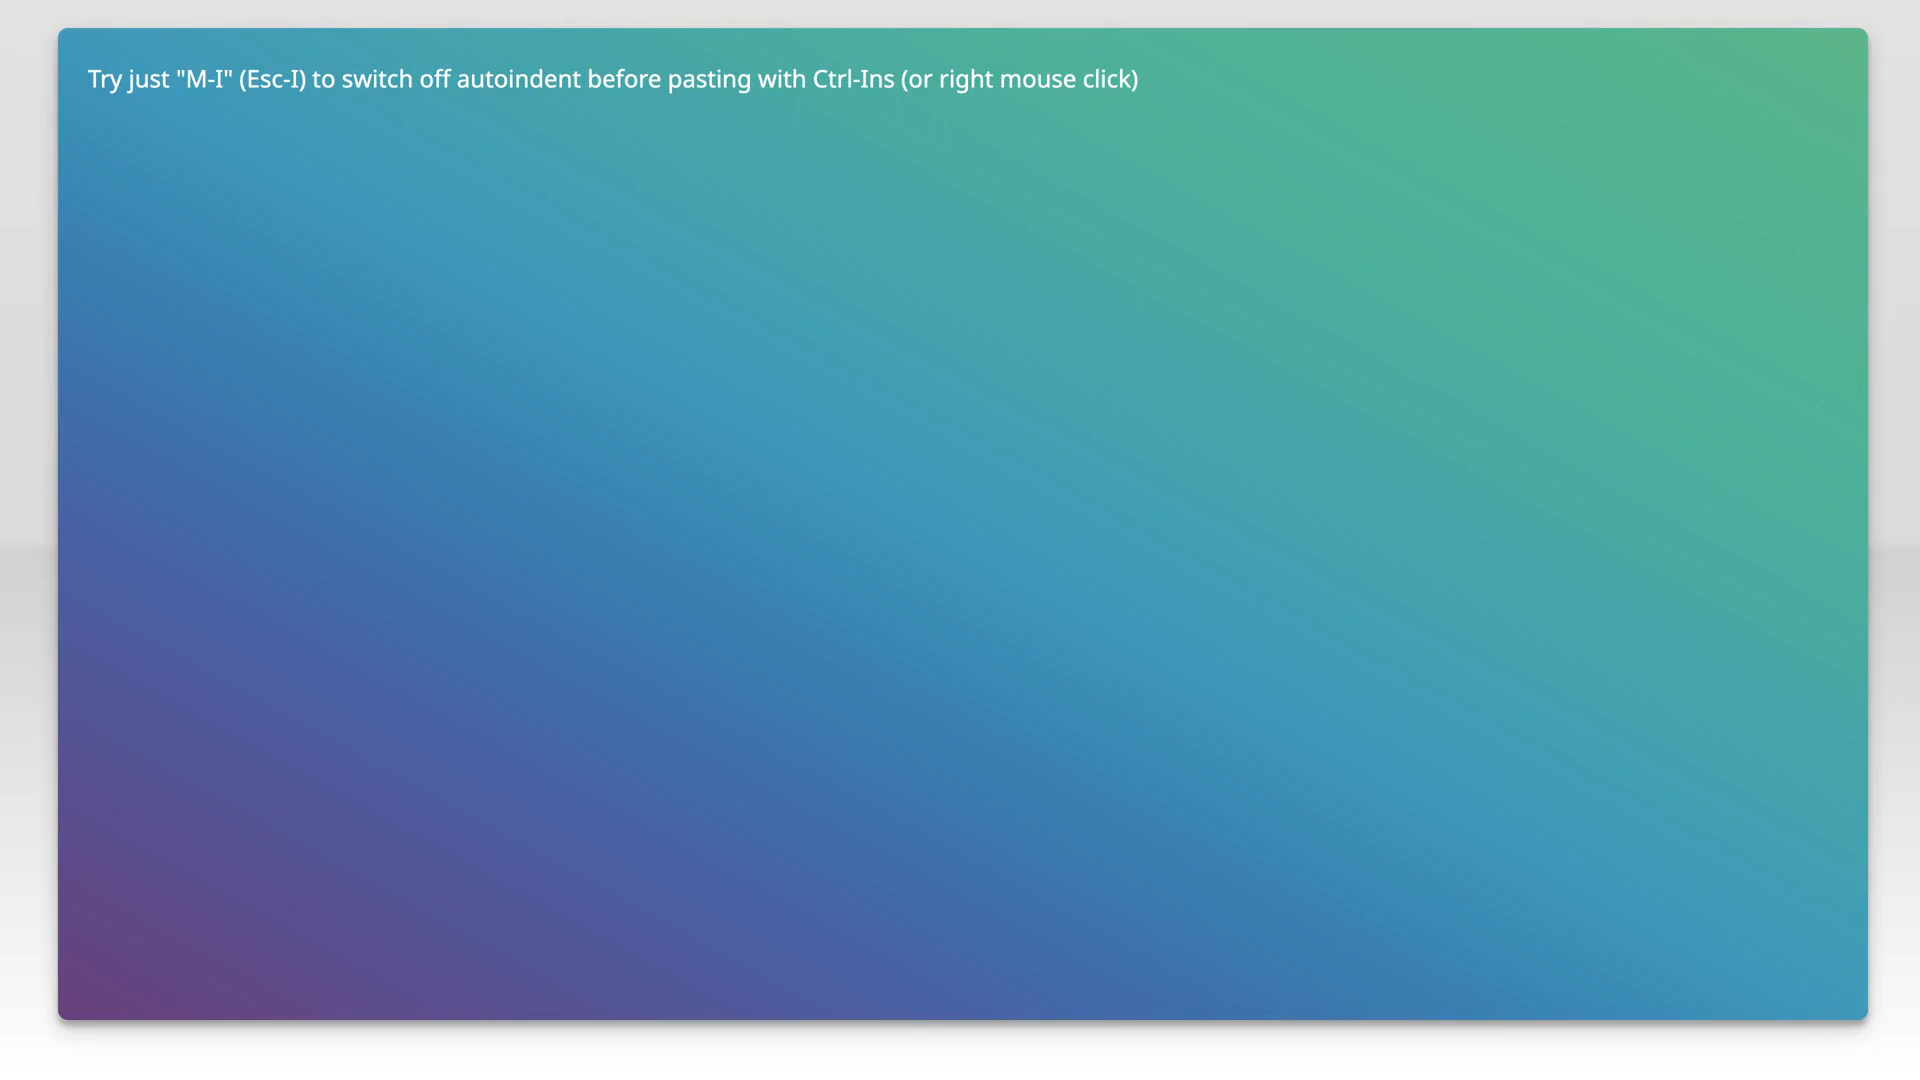 Try just "M-I" (Esc-I) to switch off autoindent before pasting with Ctrl-Ins (or right mouse click)